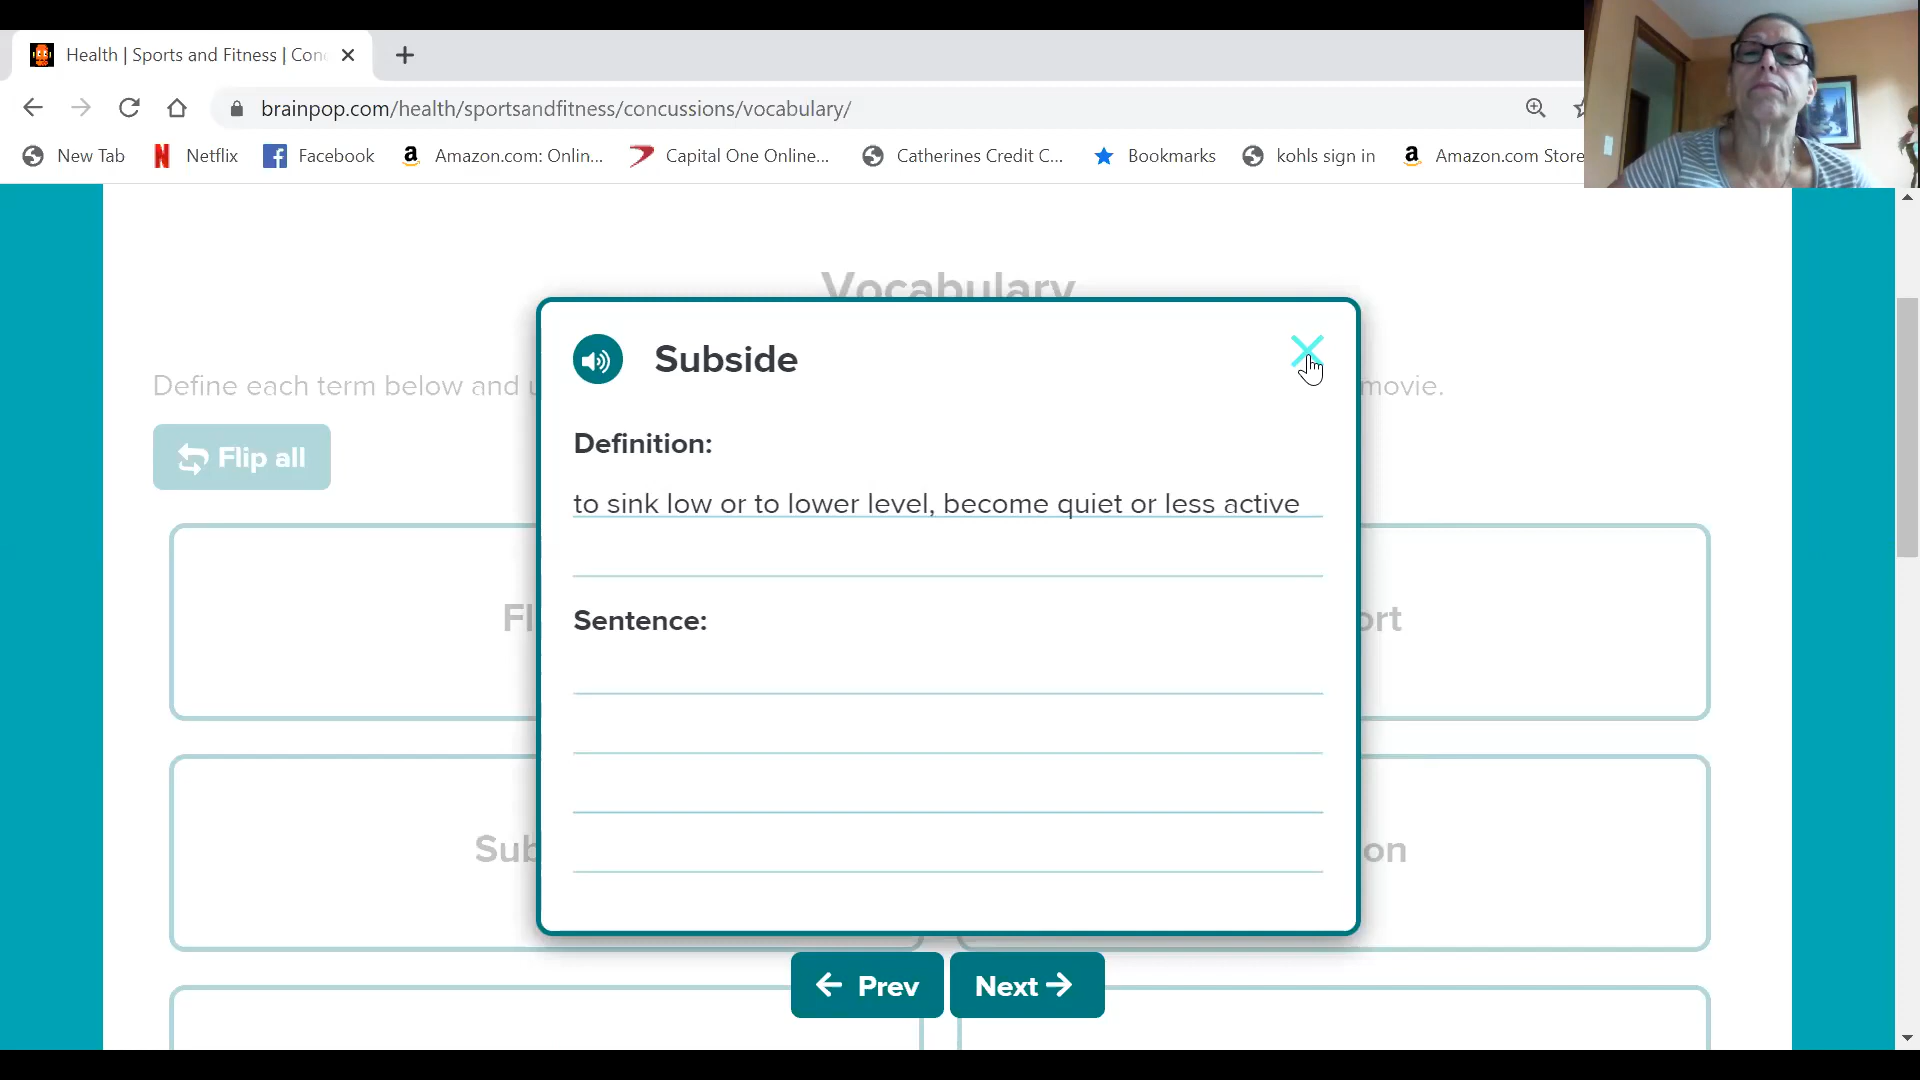 Health | Sports and Fitness | Con
brainpop.com/health/sportsandfitness/concussions/vocabulary/
New Tab Netflix Facebook Amazon.com: Onlin... Capital One Online... Catherines Credit C... Bookmarks kohls sign in Amazon.com Store
Vocabulary
Define each term below and u movie.
Flip all
Subside
Definition:
to sink low or to lower level, become quiet or less active
Sentence:
Fl ort
Sub on
Prev Next